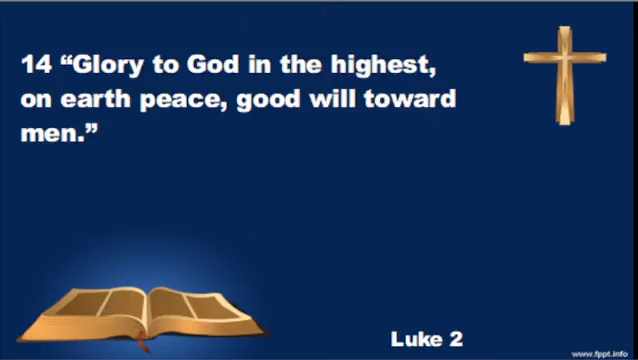 14 “Glory to God in the highest,
on earth peace, good will toward
men.”
Luke 2
www.fppt.info